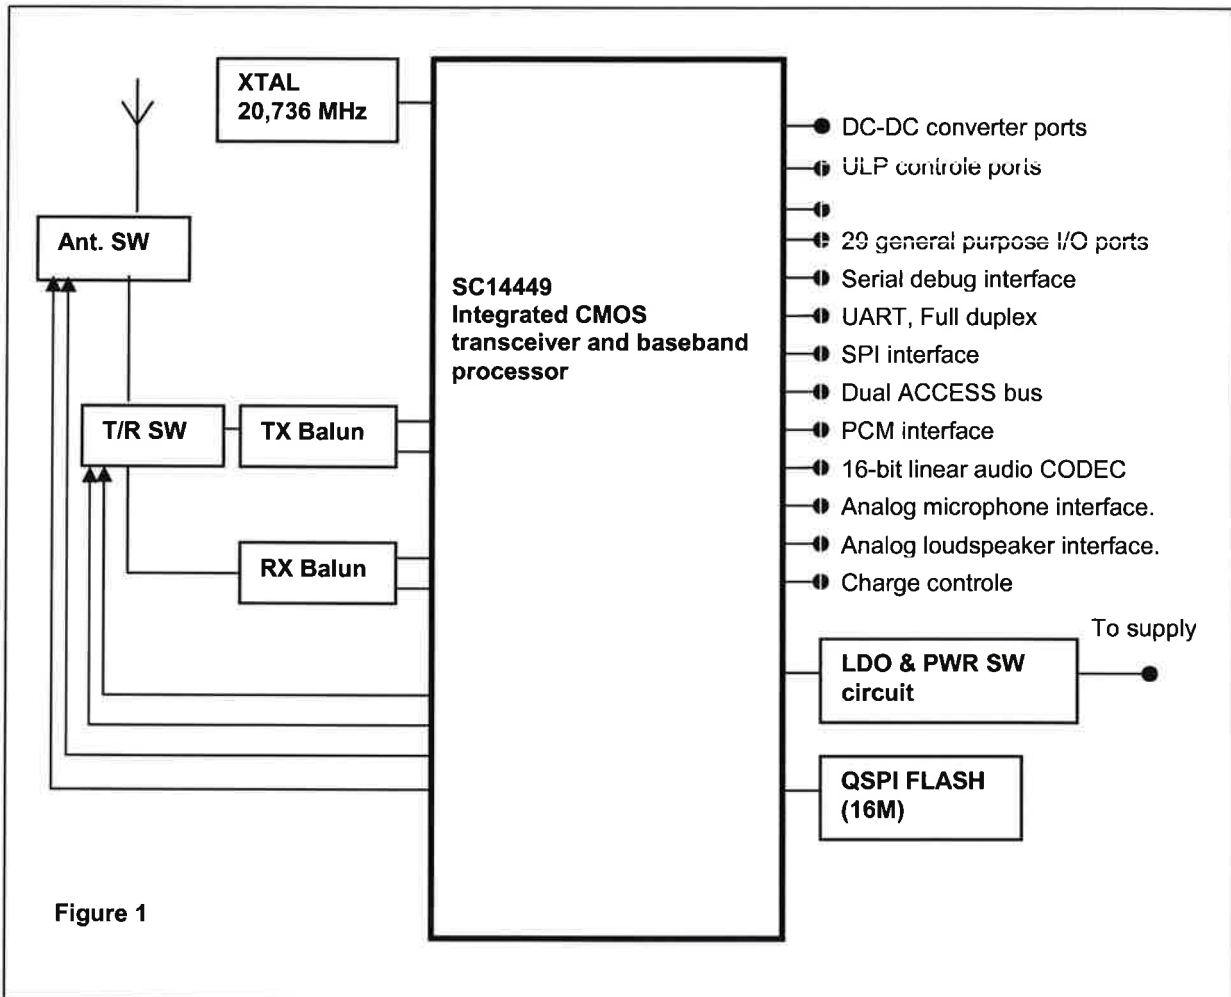 XTAL
20,736 MHz
Ant. SW
T/R SW
TX Balun
RX Balun
SC14449
Integrated CMOS
transceiver and baseband
processor
DC-DC converter ports
ULP controle ports
29 general purpose I/O ports
Serial debug interface
UART, Full duplex
SPI interface
Dual ACCESS bus
PCM interface
16-bit linear audio CODEC
Analog microphone interface.
Analog loudspeaker interface.
Charge controle
To supply
LDO & PWR SW
circuit
QSPI FLASH
(16M)
Figure 1